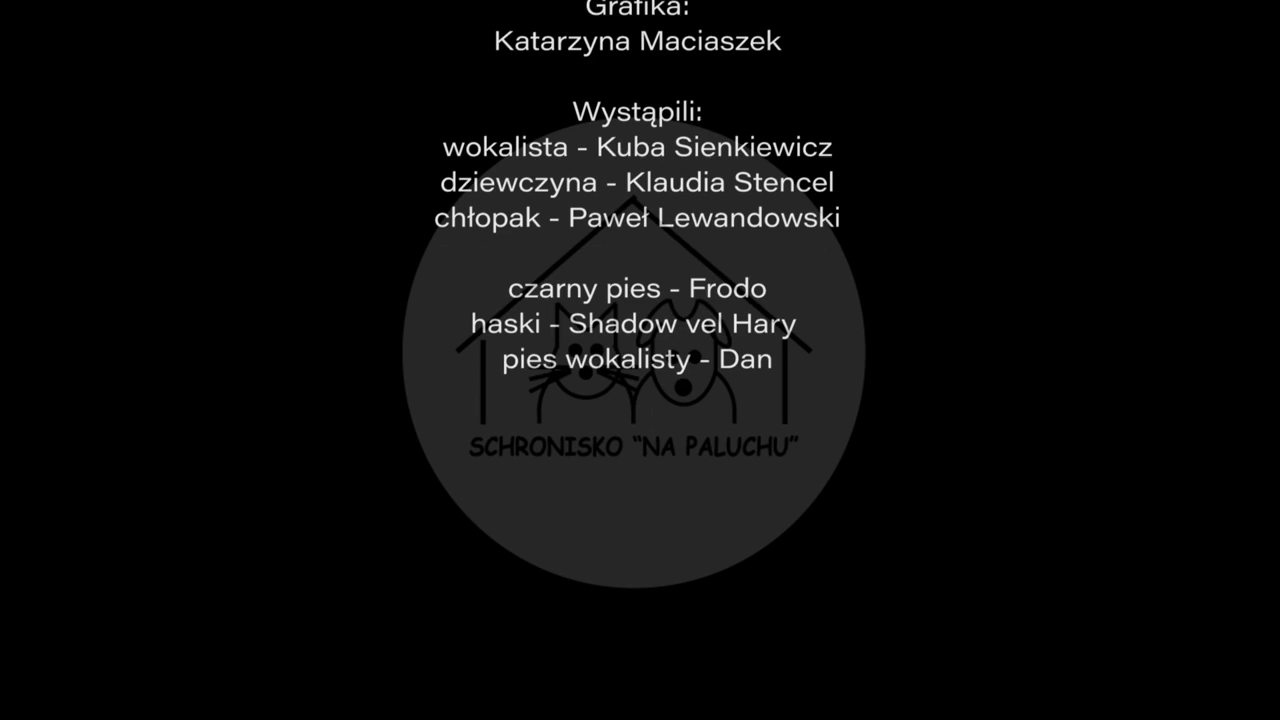 Grafika:
Katarzyna Maciaszek
Wystąpili:
wokalista - Kuba Sienkiewicz
dziewczyna - Klaudia Stencel
chłopak - Paweł Lewandowski
czarny pies - Frodo
haski - Shadow vel Hary
pies wokalisty - Dan
SCHRONISKO "NA PALUCHU"